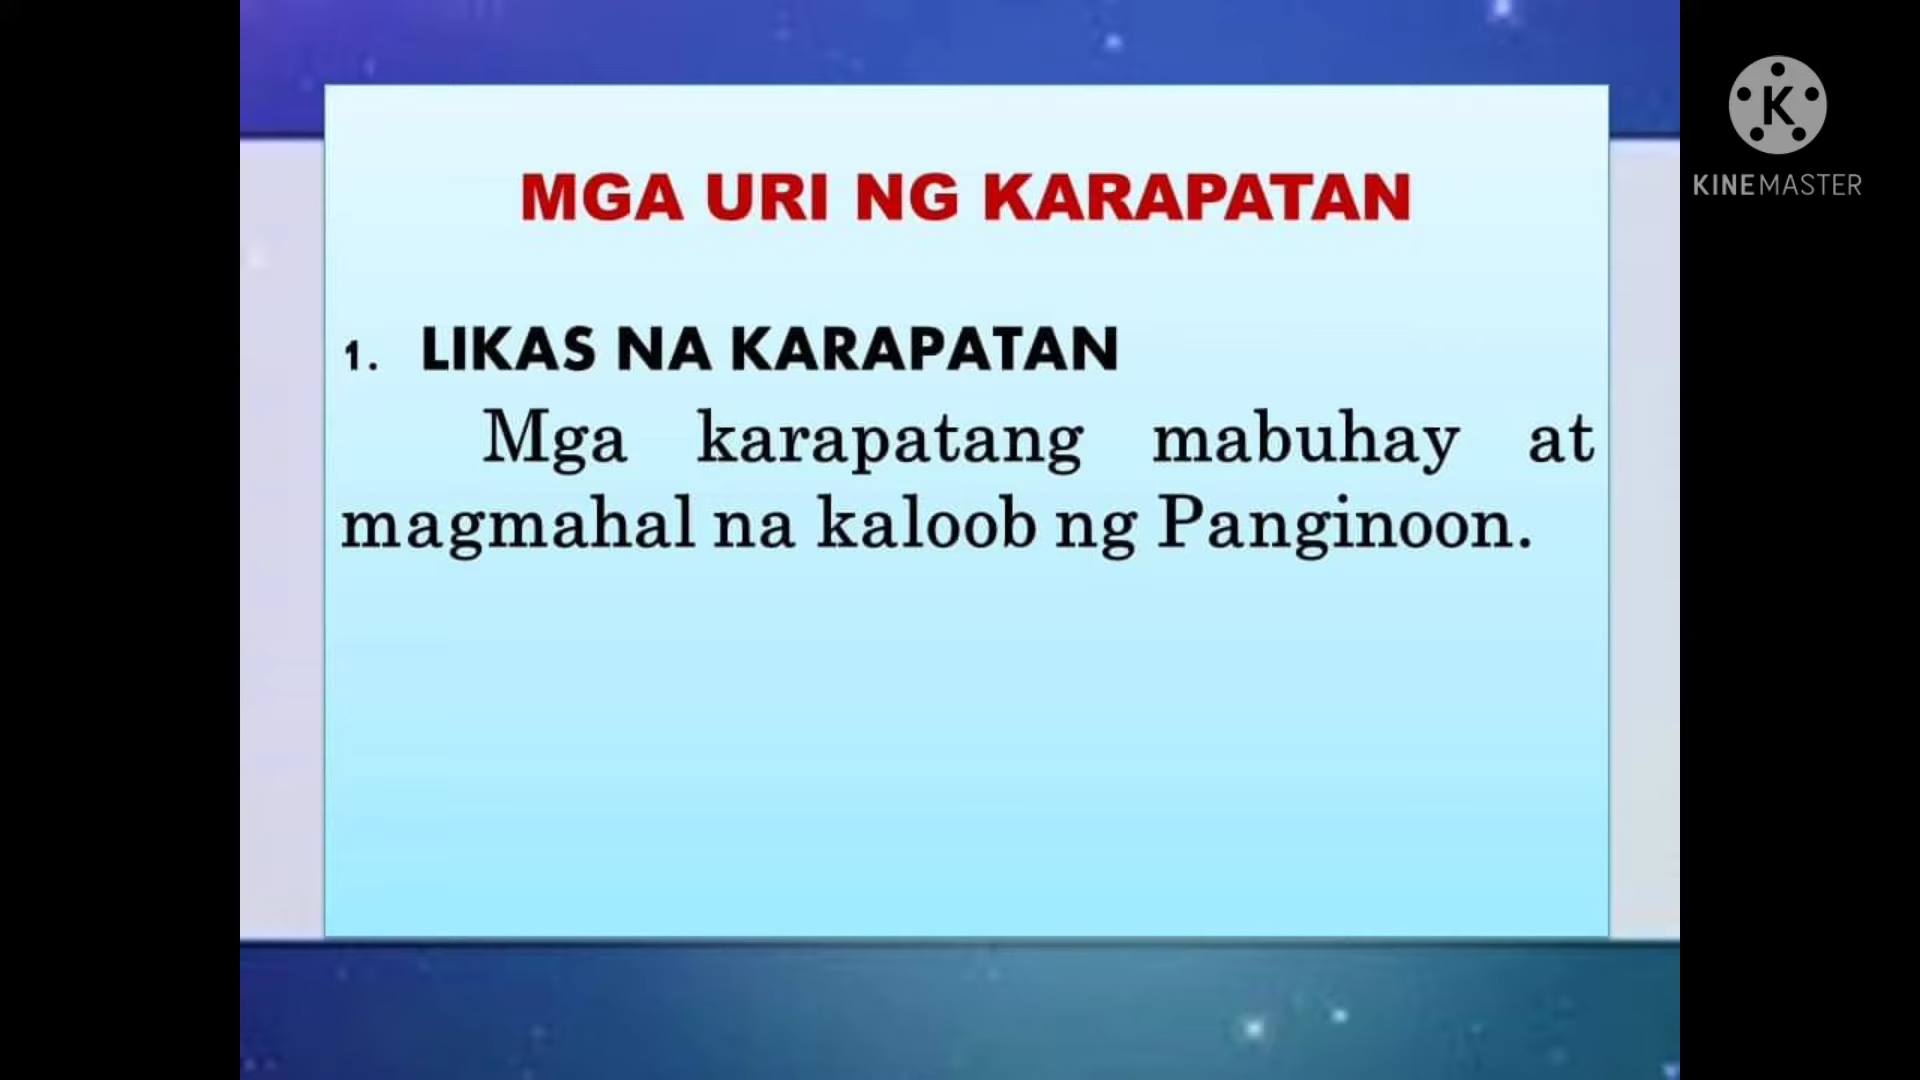 MGA URI NG KARAPATAN
1. LIKAS NA KARAPATAN
Mga karapatang mabuhay at
magmahal na kaloob ng Panginoon.
K
KINEMASTER